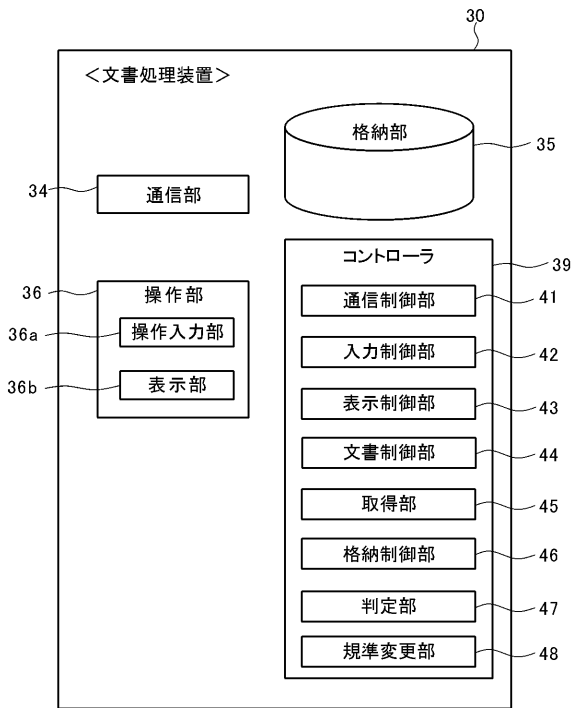 30
<文書処理装置>
格納部
35
34
通信部
コントローラ
39
36
操作部
36a
操作入力部
36b
表示部
通信制御部
41
入力制御部
42
表示制御部
43
文書制御部
44
取得部
45
格納制御部
46
判定部
47
規準変更部
48